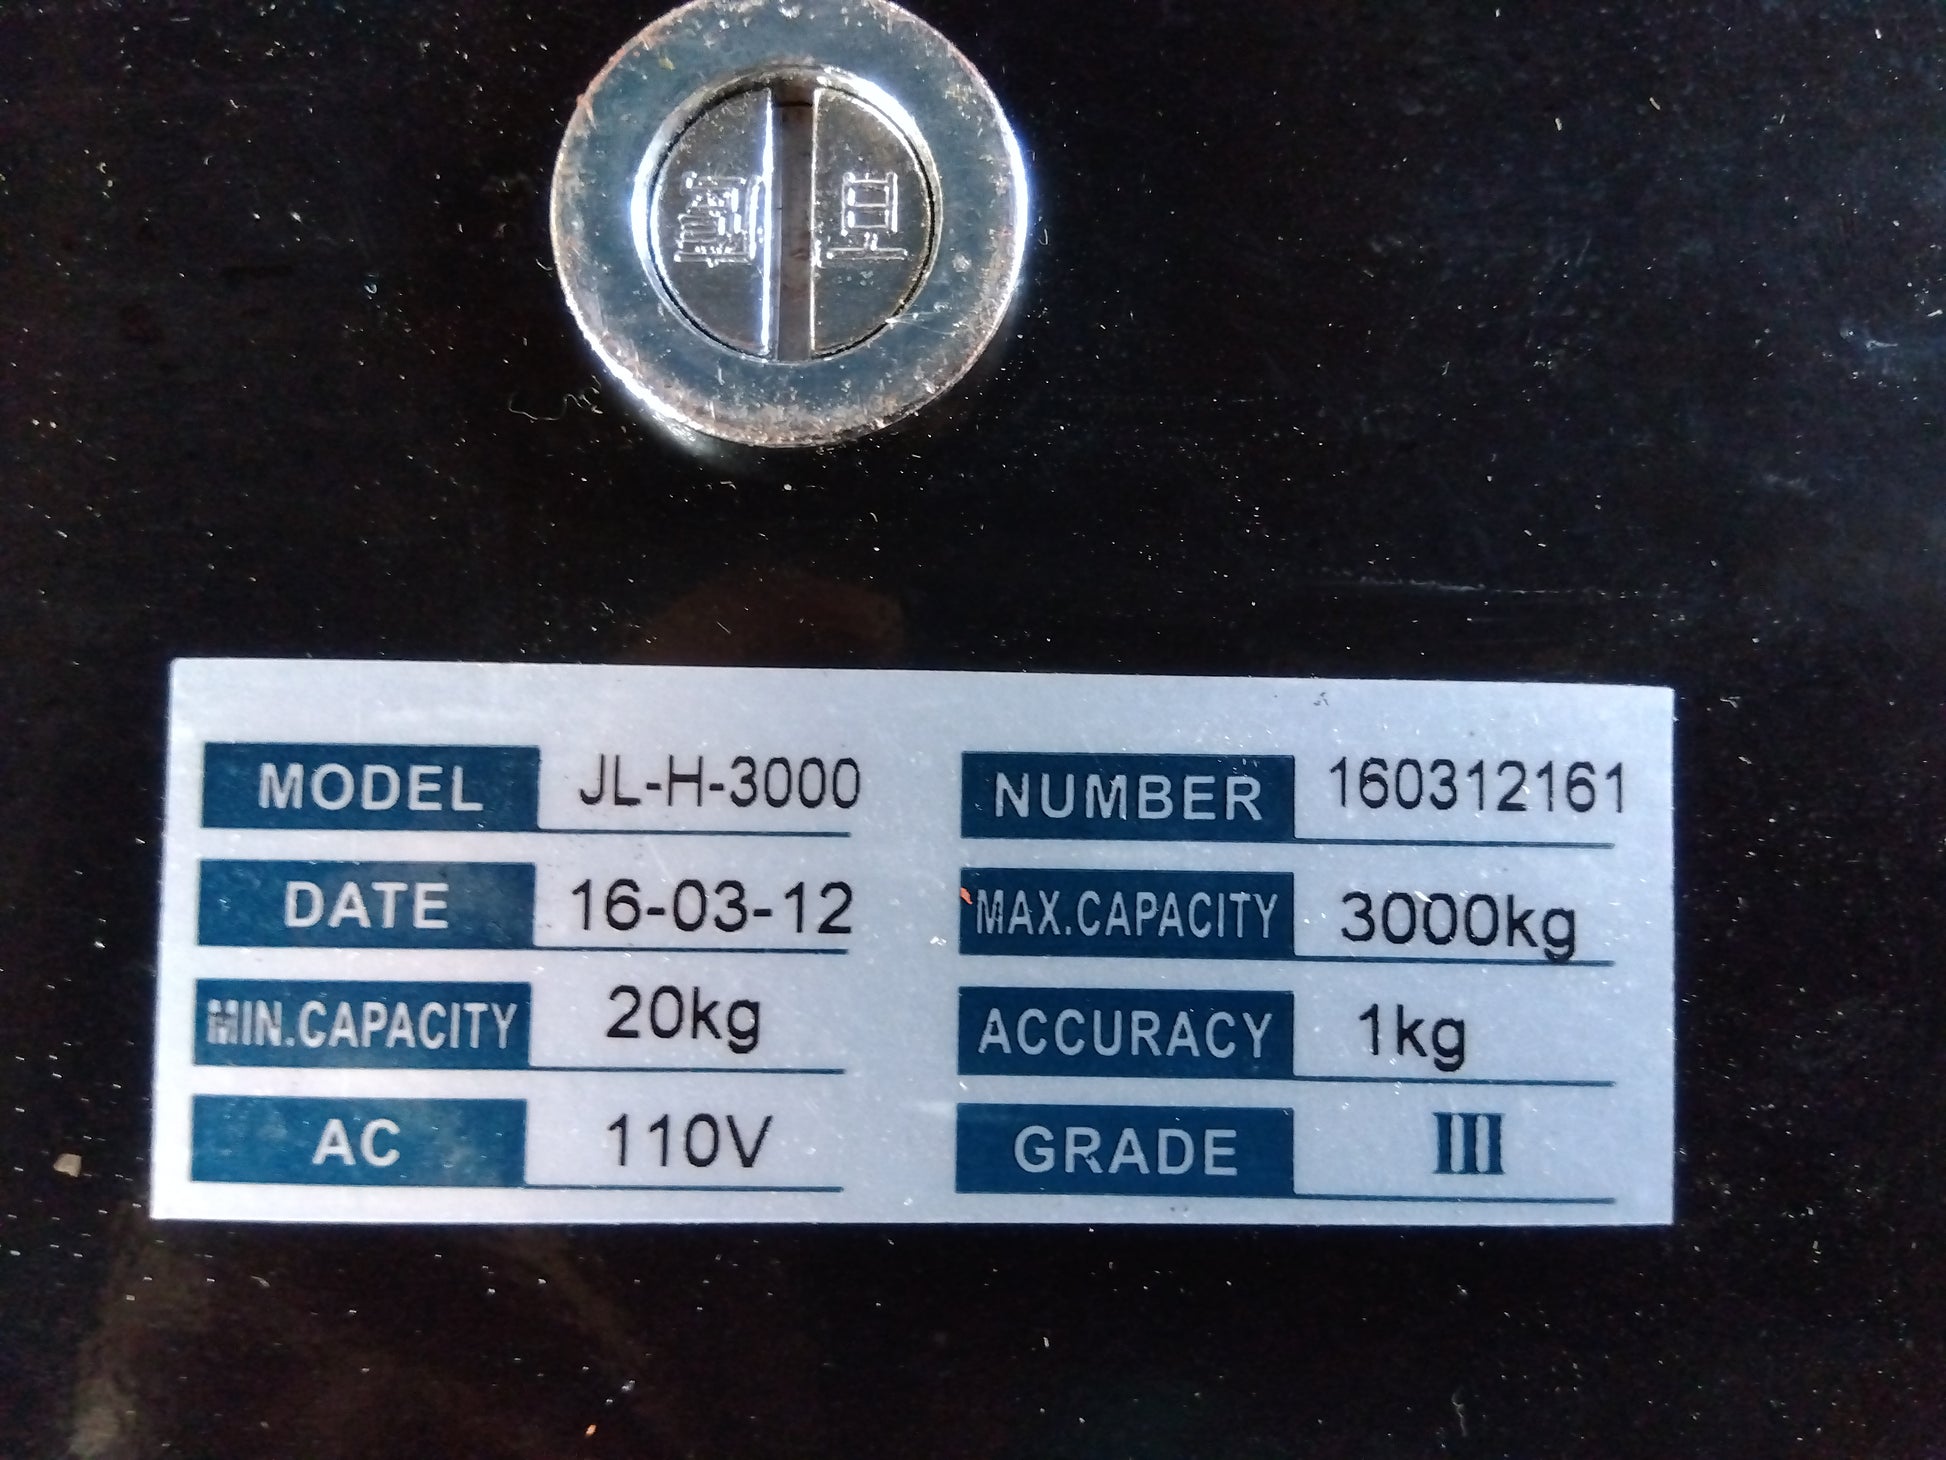 MODEL JL-H-3000 NUMBER 160312161
DATE 16-03-12 MAX.CAPACITY 3000kg
MIN.CAPACITY 20kg ACCURACY 1kg
AC 110V GRADE III